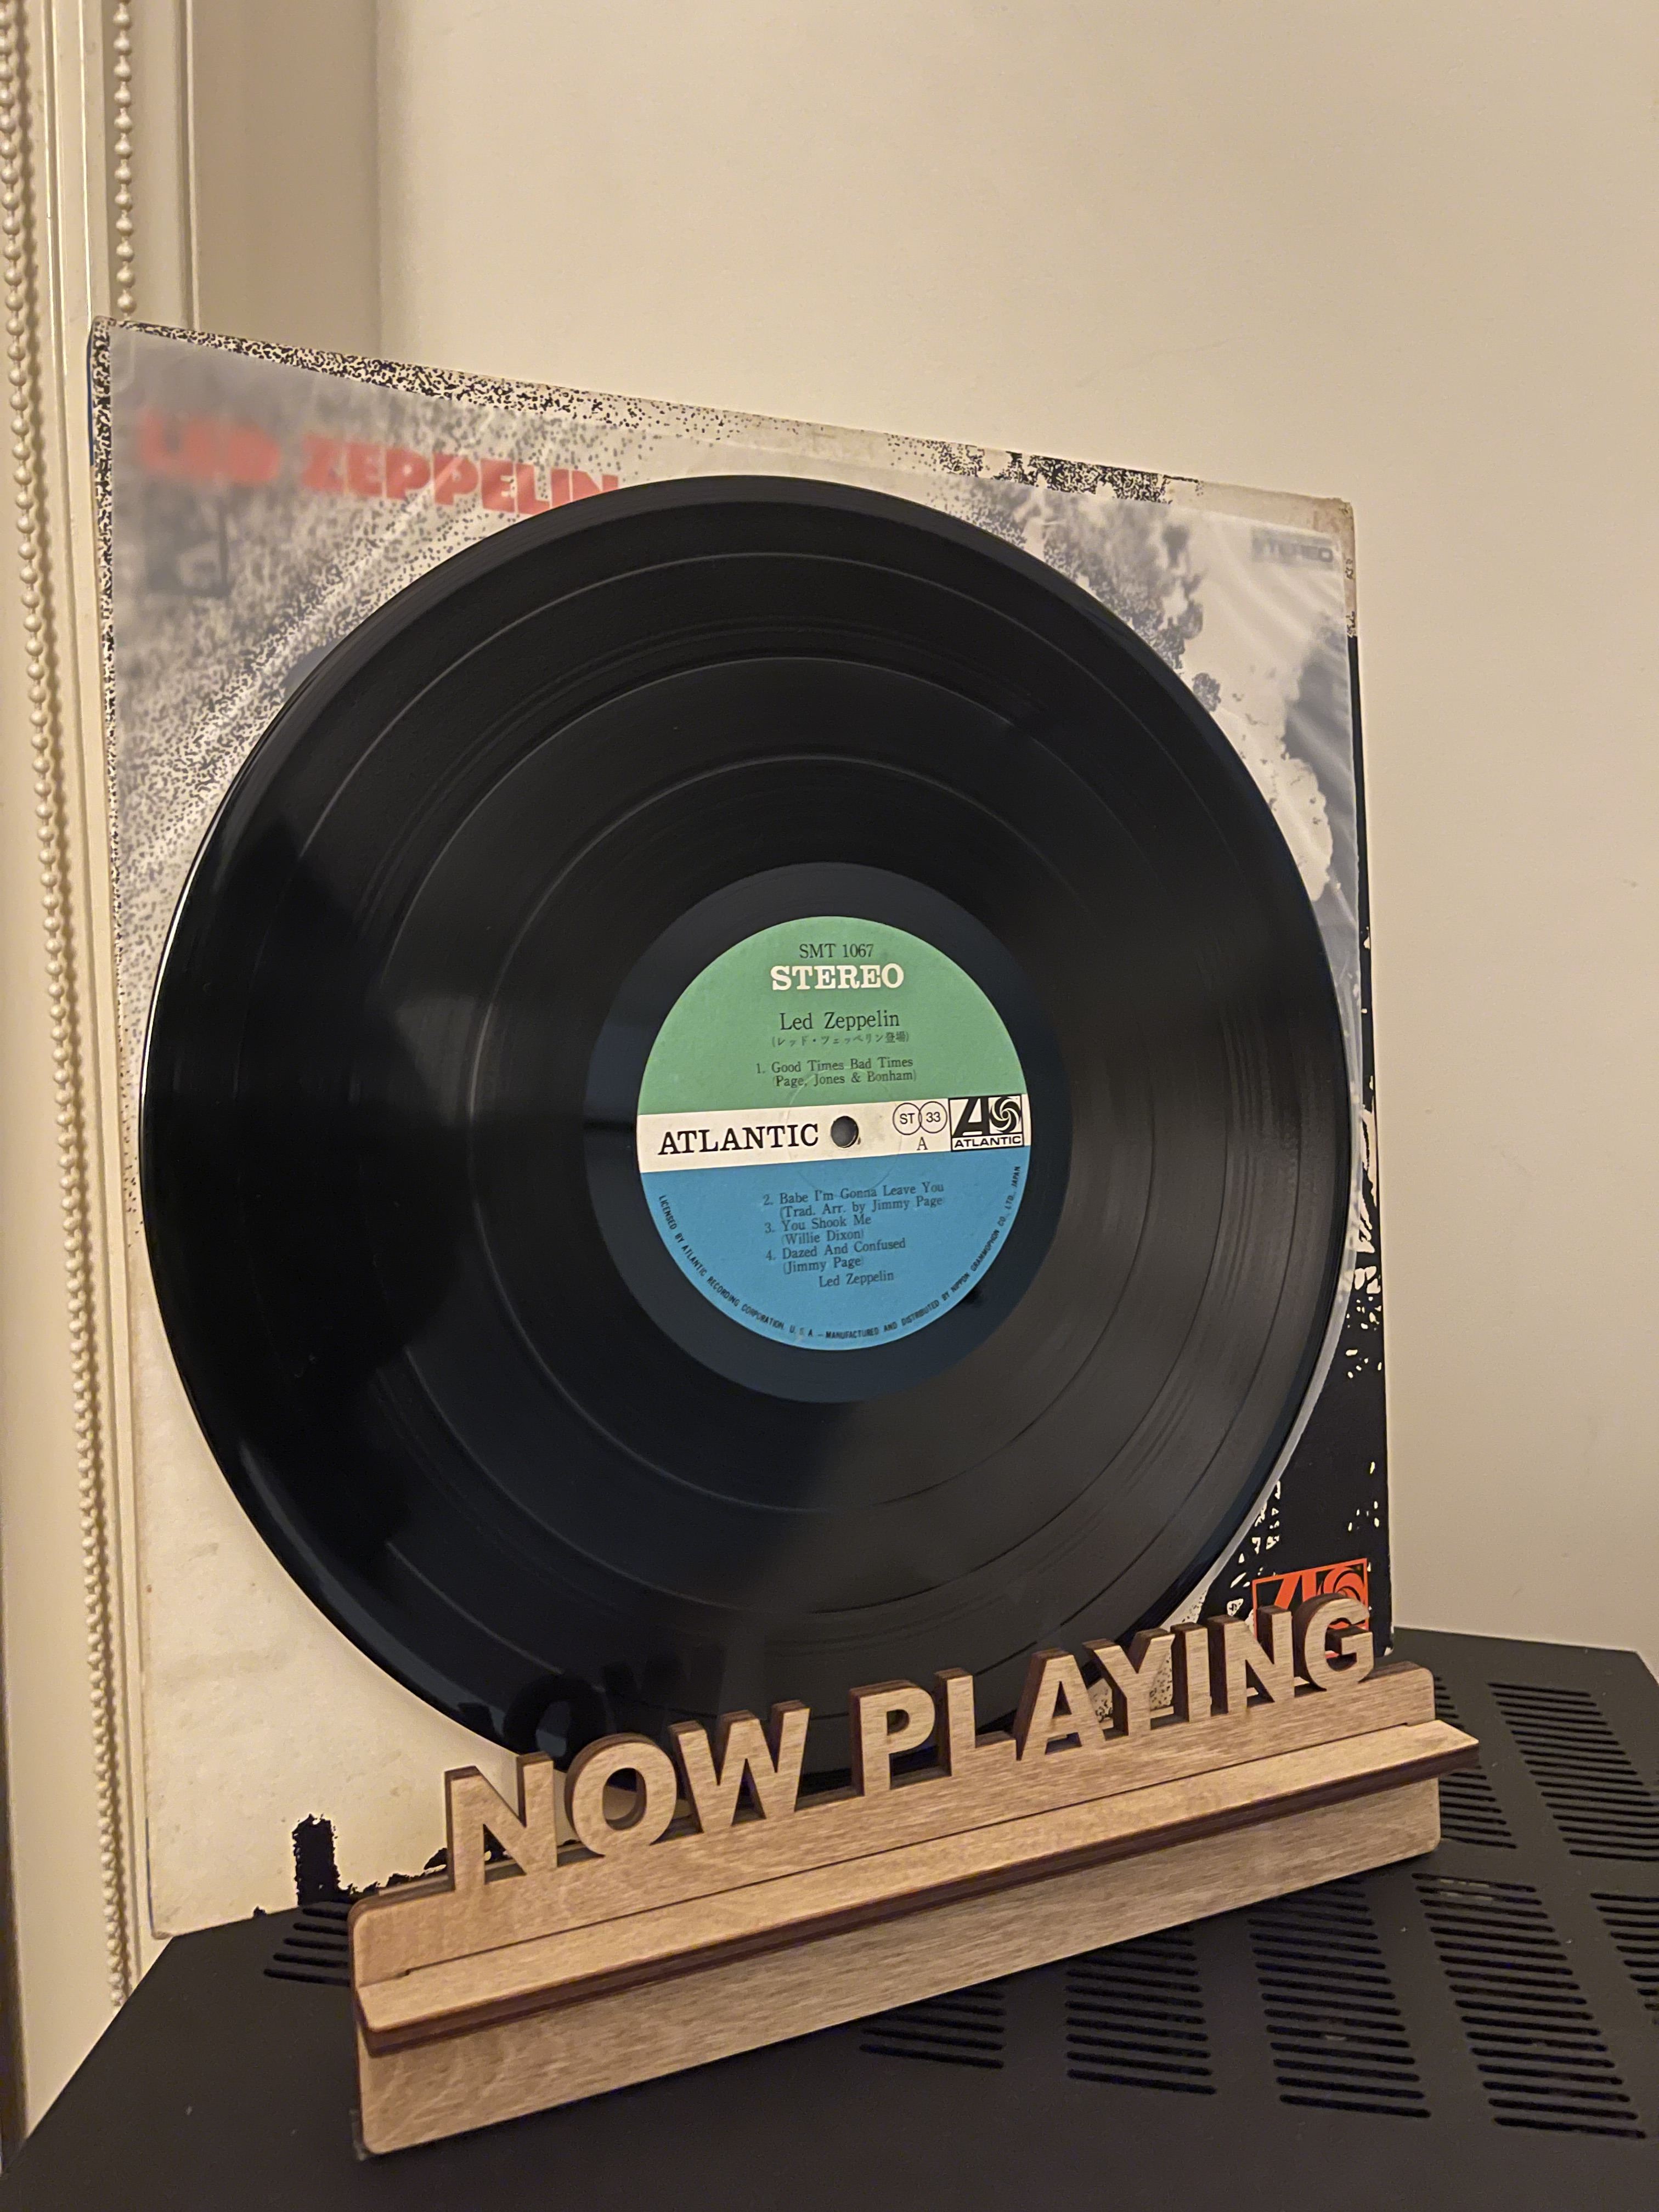 LED ZEPPELIN
STEREO
SMT 1067
STEREO
Led Zeppelin
(レッド・ツェッペリン登場)
1. Good Times Bad Times
(Page, Jones & Bonham)
ATLANTIC
ST 33
A
ATLANTIC
2. Babe I'm Gonna Leave You
(Trad. Arr. by Jimmy Page
3. You Shook Me
(Willie Dixon)
4. Dazed And Confused
(Jimmy Page)
Led Zeppelin
LICENSED BY ATLANTIC RECORDING CORPORATION, U.S.A. – MANUFACTURED AND DISTRIBUTED BY NIPPON GRAMMOPHON CO., LTD., JAPAN
NOW PLAYING